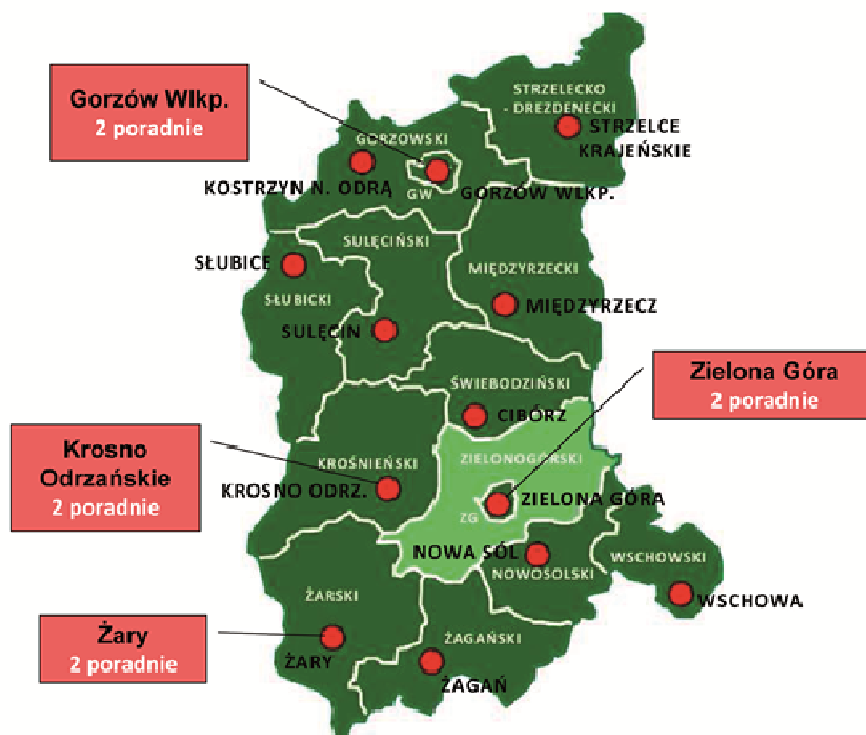 Gorzów Wlkp.
2 poradnie
STRZELECKO
- DREZDENECKI
STRZELCE
KRAJEŃSKIE
GORZOWSKI
KOSTRZYN N. ODRĄ
GW
GORZÓW WLKP.
SULĘCIŃSKI
SŁUBICE
MIĘDZYRZECKI
SŁUBICKI
MIĘDZYRZECZ
SULĘCIN
Zielona Góra
2 poradnie
ŚWIEBODZIŃSKI
CIBÓRZ
Krosno
Odrzańskie
2 poradnie
KROŚNIEŃSKI
ZIELONOGÓRSKI
KROSNO ODRZ.
ZIELONA GÓRA
ZG
NOWA SÓL
NOWOSOLSKI
WSCHOWSKI
WSCHOWA
ŻARSKI
Żary
2 poradnie
ŻARY
ŻAGAŃSKI
ŻAGAŃ